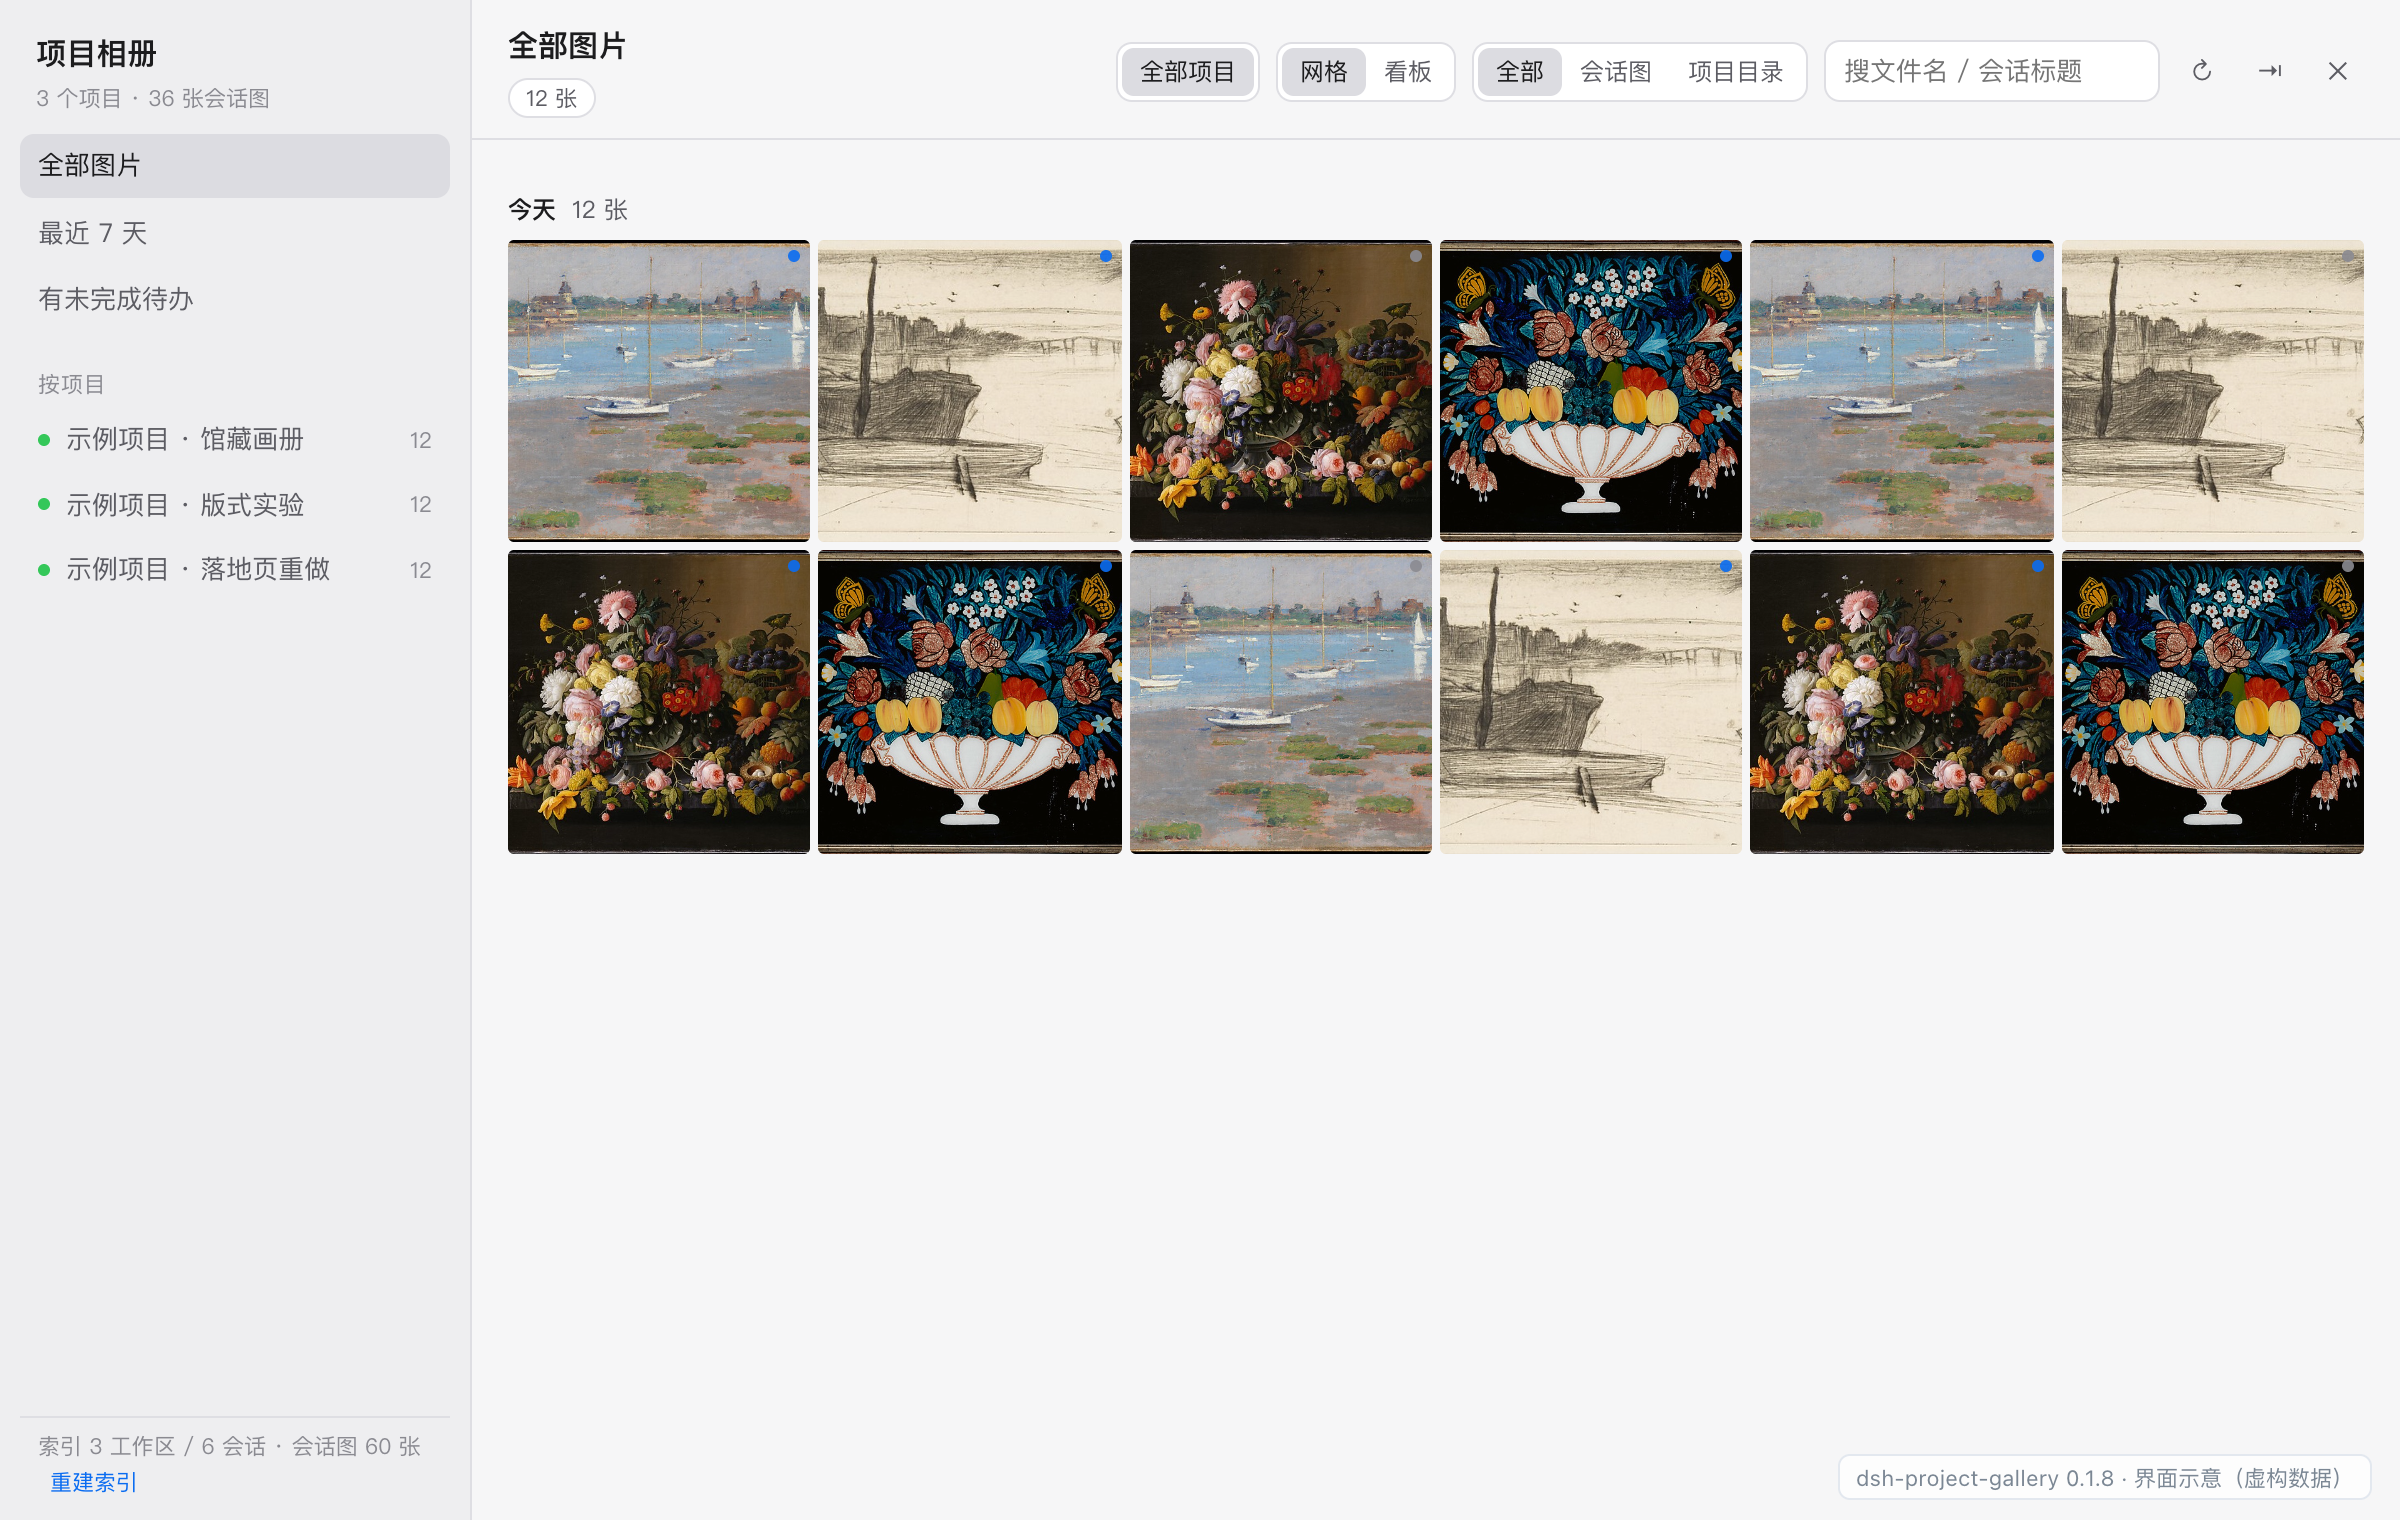 项目相册
3 个项目 · 36 张会话图
全部图片
最近 7 天
有未完成待办
按项目
示例项目 · 馆藏画册 12
示例项目 · 版式实验 12
示例项目 · 落地页重做 12
索引 3 工作区 / 6 会话 · 会话图 60 张
重建索引
全部图片
12 张
全部项目 网格 看板 全部 会话图 项目目录 搜文件名 / 会话标题
今天 12 张
dsh-project-gallery 0.1.8 · 界面示意（虚构数据）